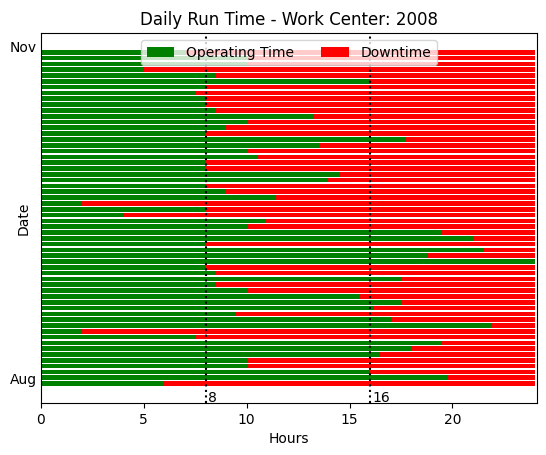 Daily Run Time - Work Center: 2008
Operating Time Downtime
Nov
Date
Aug
8 16
0 5 10 15 20
Hours